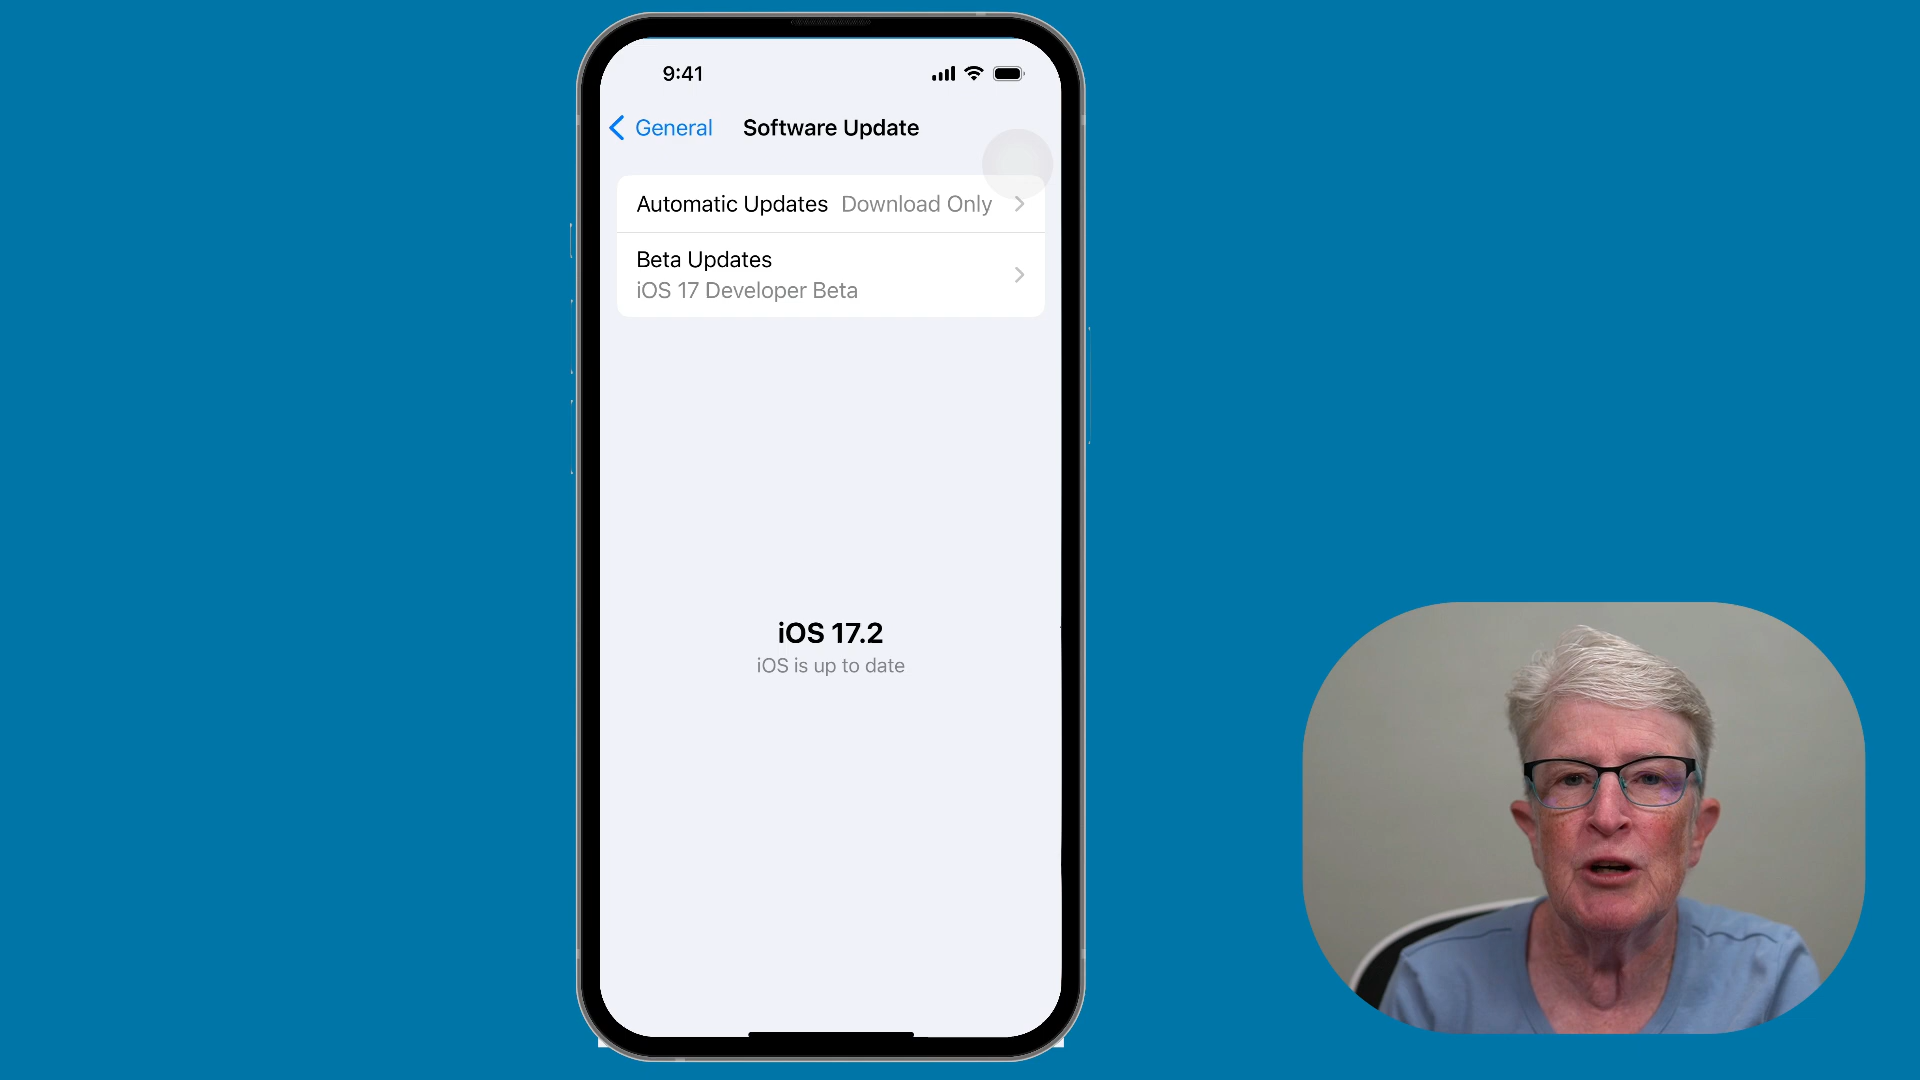 9:41
General
Software Update
Automatic Updates Download Only
Beta Updates
iOS 17 Developer Beta
iOS 17.2
iOS is up to date